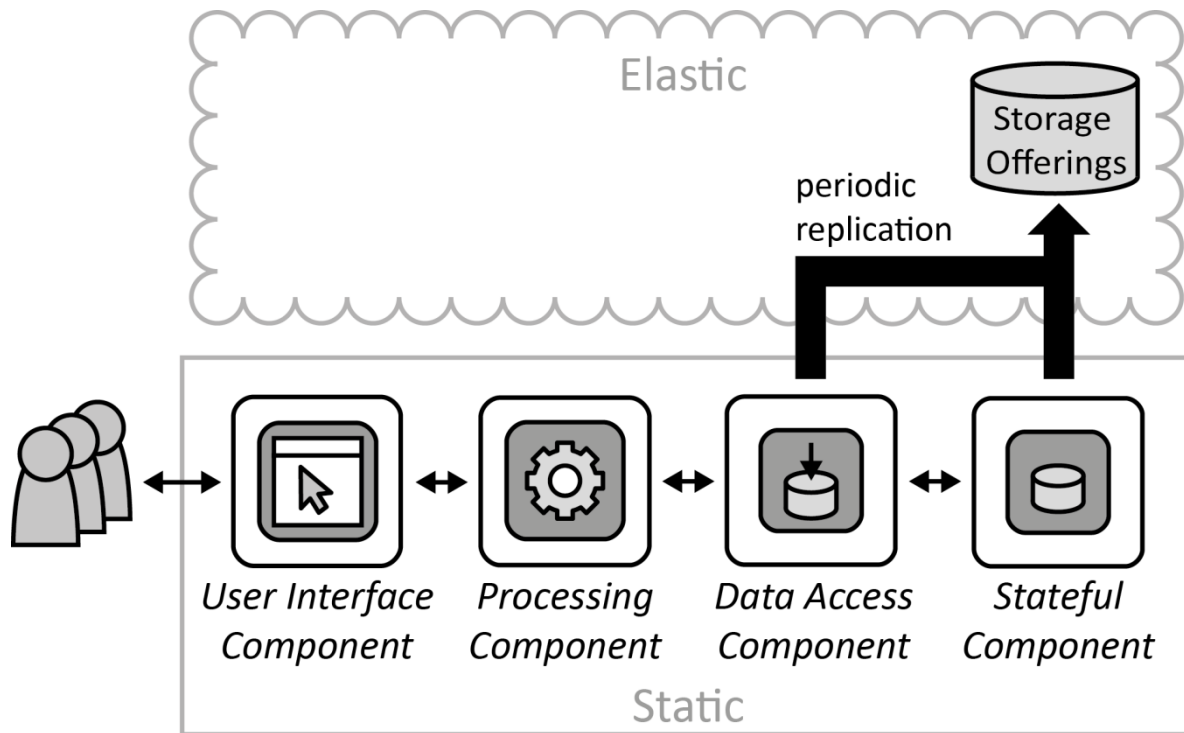 Elastic
Storage
Offerings
periodic
replication
User Interface
Component
Processing
Component
Data Access
Component
Stateful
Component
Static